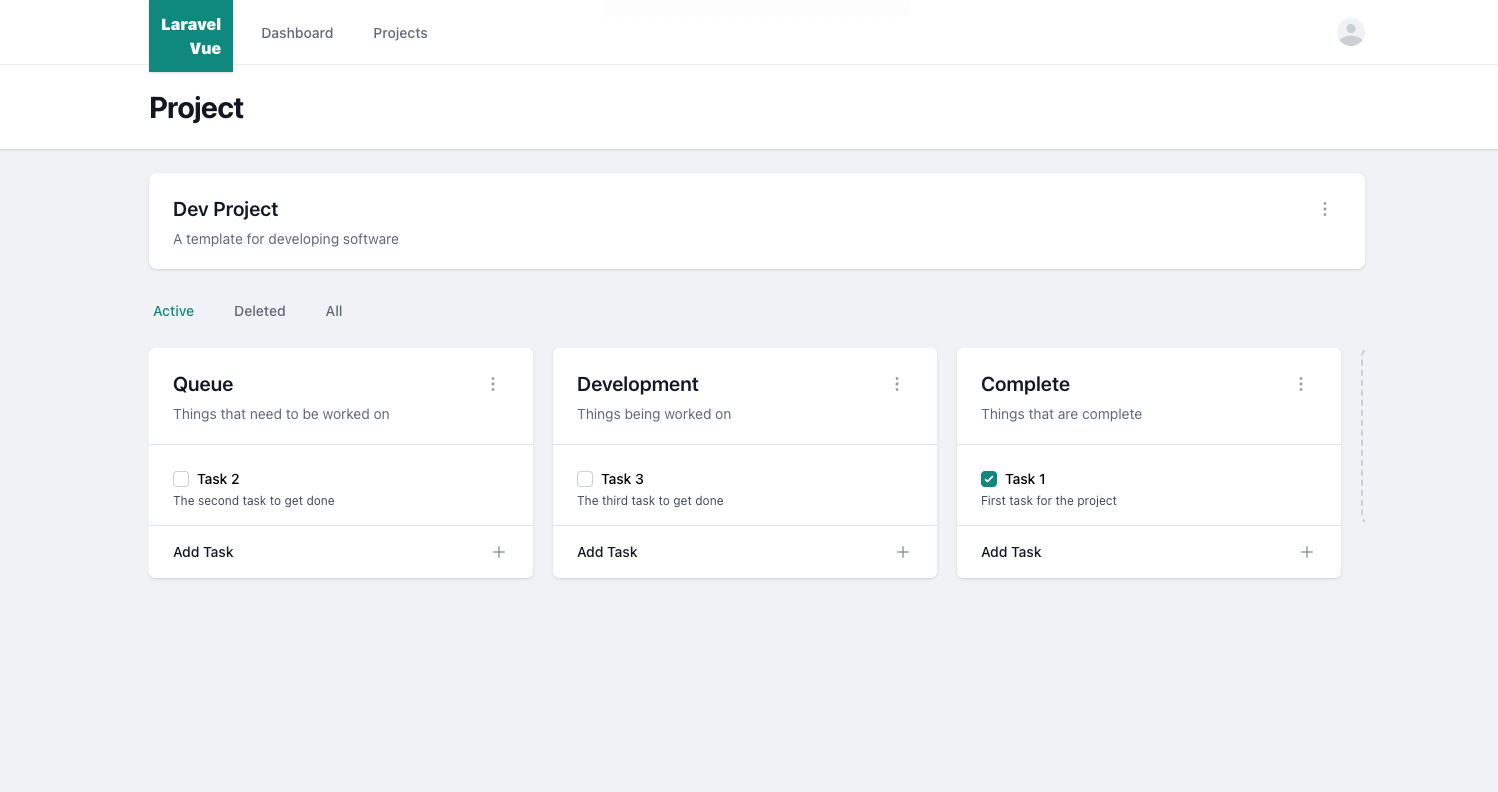 Laravel
Vue
Dashboard
Projects
Project
Dev Project
A template for developing software
Active
Deleted
All
Queue
Things that need to be worked on
Task 2
The second task to get done
Add Task
Development
Things being worked on
Task 3
The third task to get done
Add Task
Complete
Things that are complete
Task 1
First task for the project
Add Task